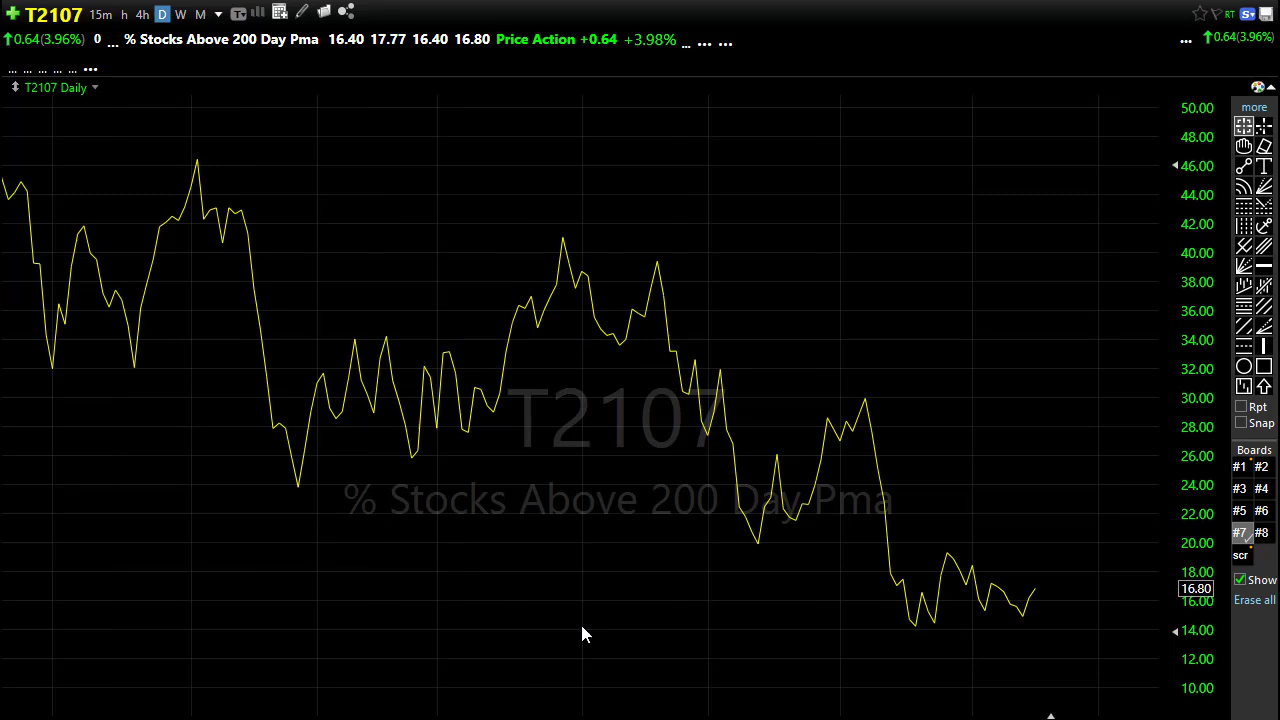 T2107 15m h 4h D W M T RT S
0.64(3.96%) 0 ... % Stocks Above 200 Day Pma 16.40 17.77 16.40 16.80 Price Action +0.64 +3.98% ... ... ... ... 0.64(3.96%)
... ... ... ... ... ...
T2107 Daily
more
50.00
48.00
46.00
44.00
42.00
40.00
38.00
36.00
34.00
32.00
30.00
28.00
26.00
24.00
22.00
20.00
18.00
16.80
16.00
14.00
12.00
10.00
T2107
% Stocks Above 200 Day Pma
T
Rpt
Snap
Boards
#1 #2
#3 #4
#5 #6
#7 #8
scr
Show
Erase all